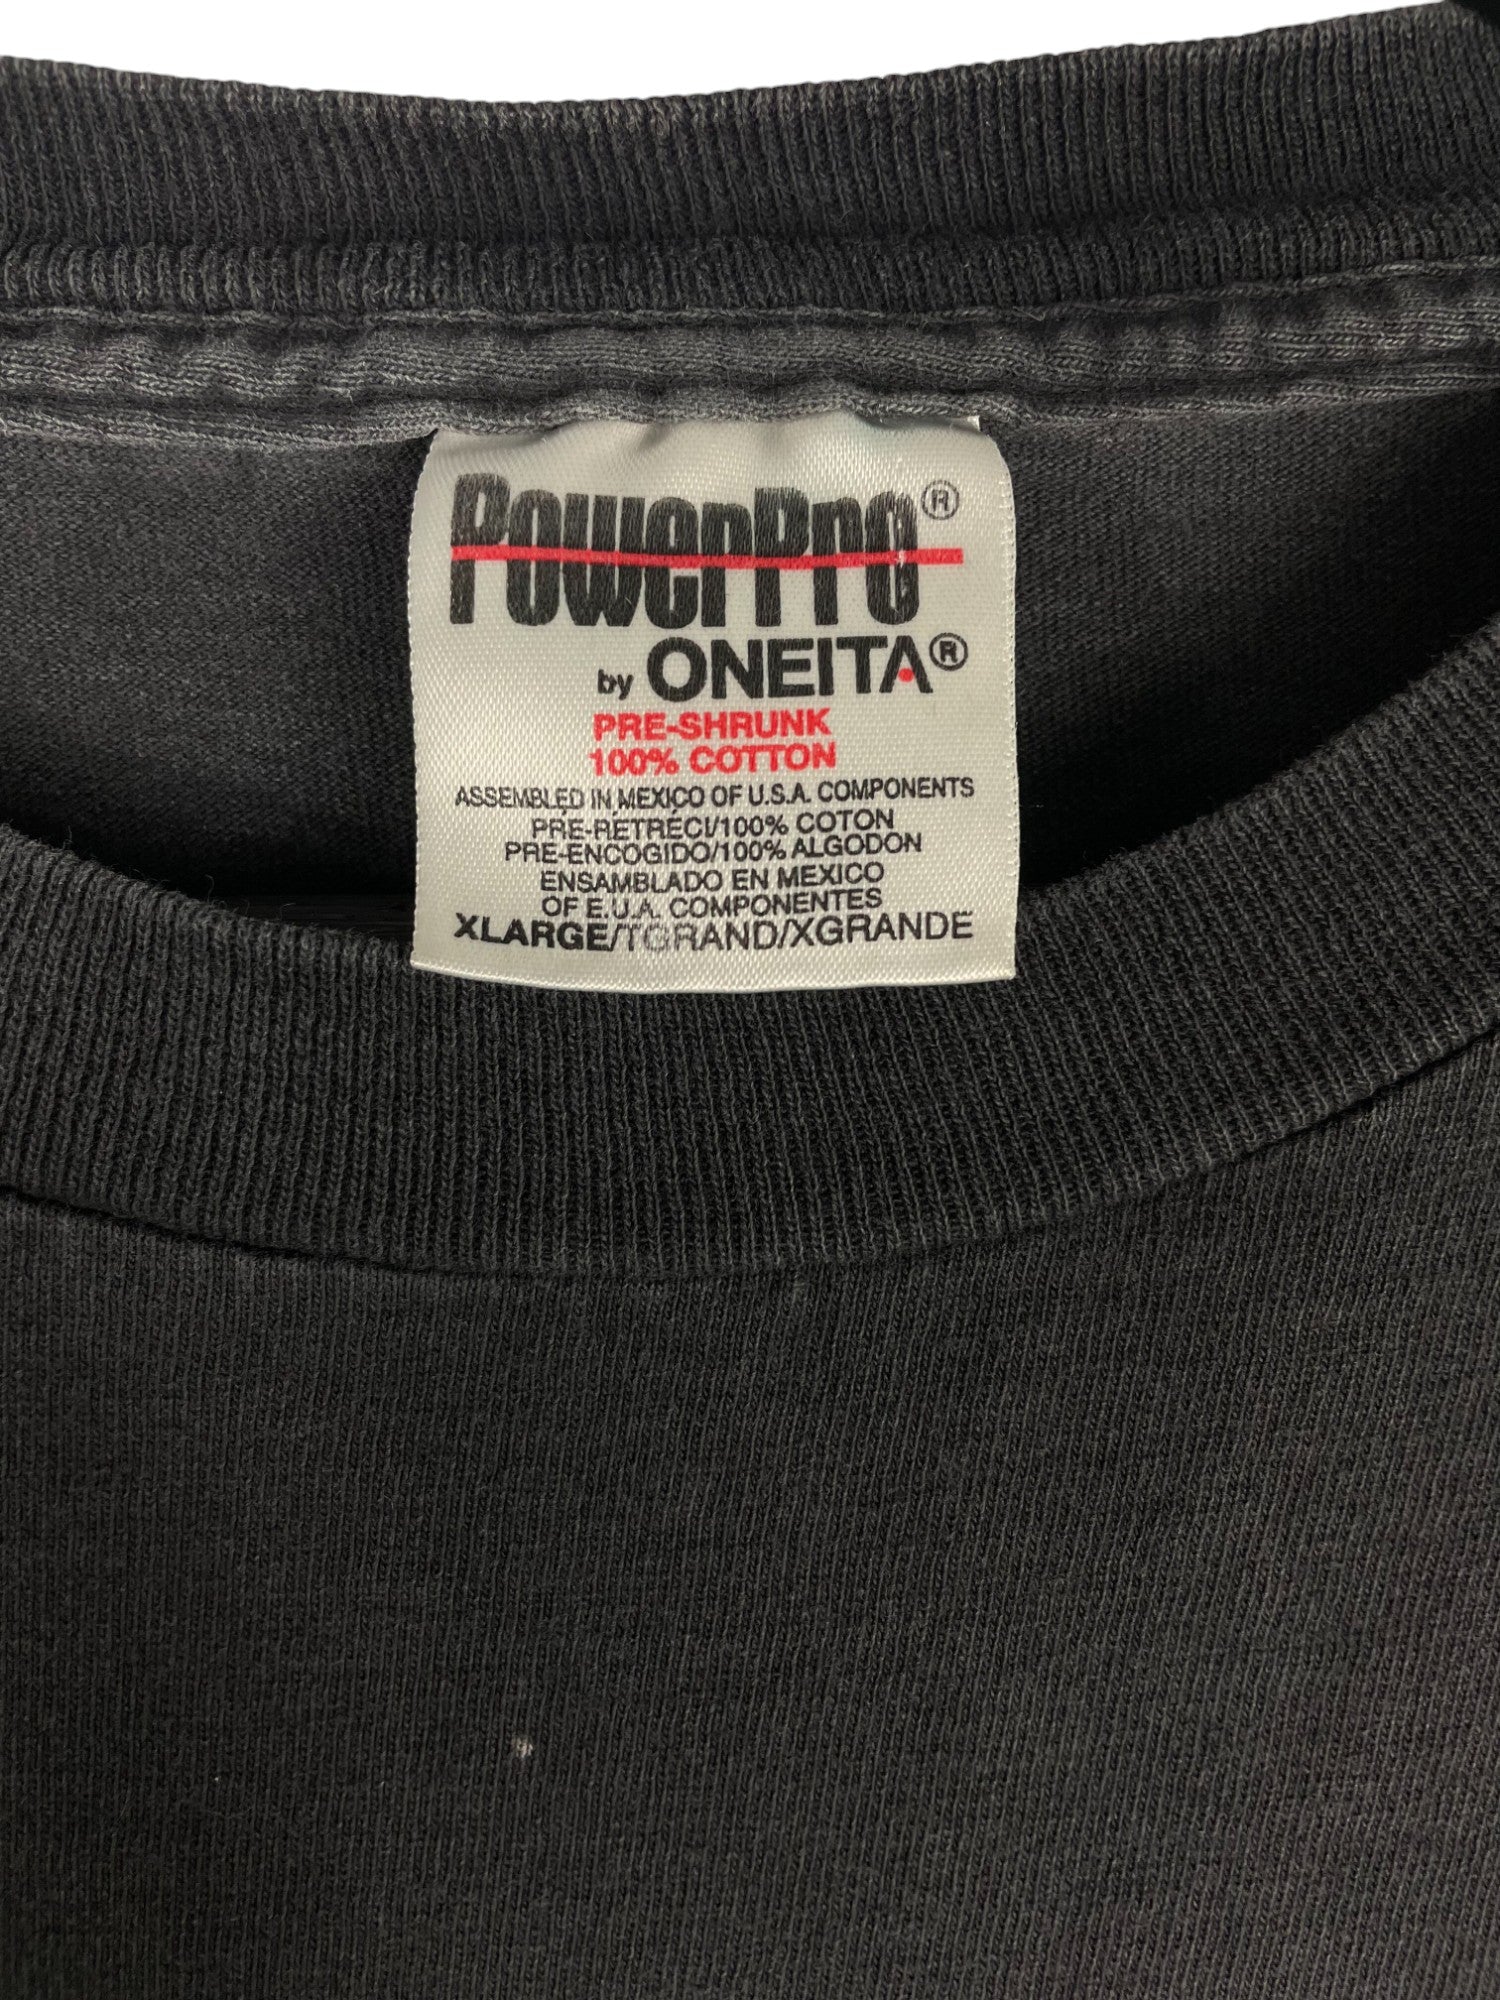 PowerPro®
by ONEITA®
PRE-SHRUNK
100% COTTON
ASSEMBLED IN MEXICO OF U.S.A. COMPONENTS
PRE-RÉTRÉCI/100% COTON
PRE-ENCOGIDO/100% ALGODON
ENSAMBLADO EN MEXICO
OF E.U.A. COMPONENTES
XLARGE/TGRAND/XGRANDE